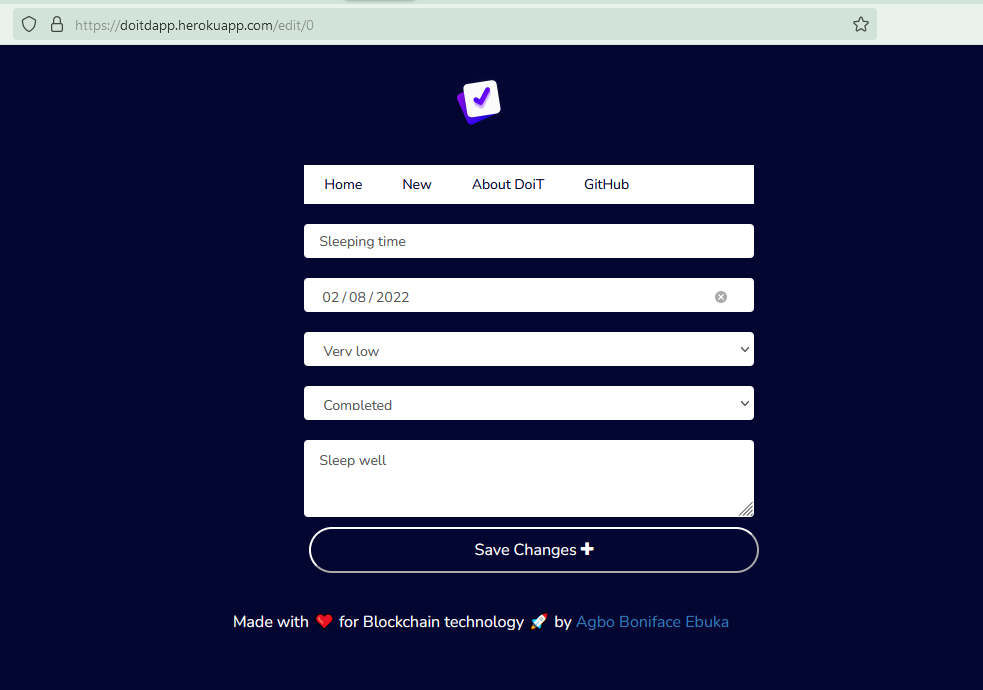 https://doitdapp.herokuapp.com/edit/0
Home New About DoiT GitHub
Sleeping time
02 / 08 / 2022
Very low
Completed
Sleep well
Save Changes ✚
Made with ❤️ for Blockchain technology 🚀 by Agbo Boniface Ebuka